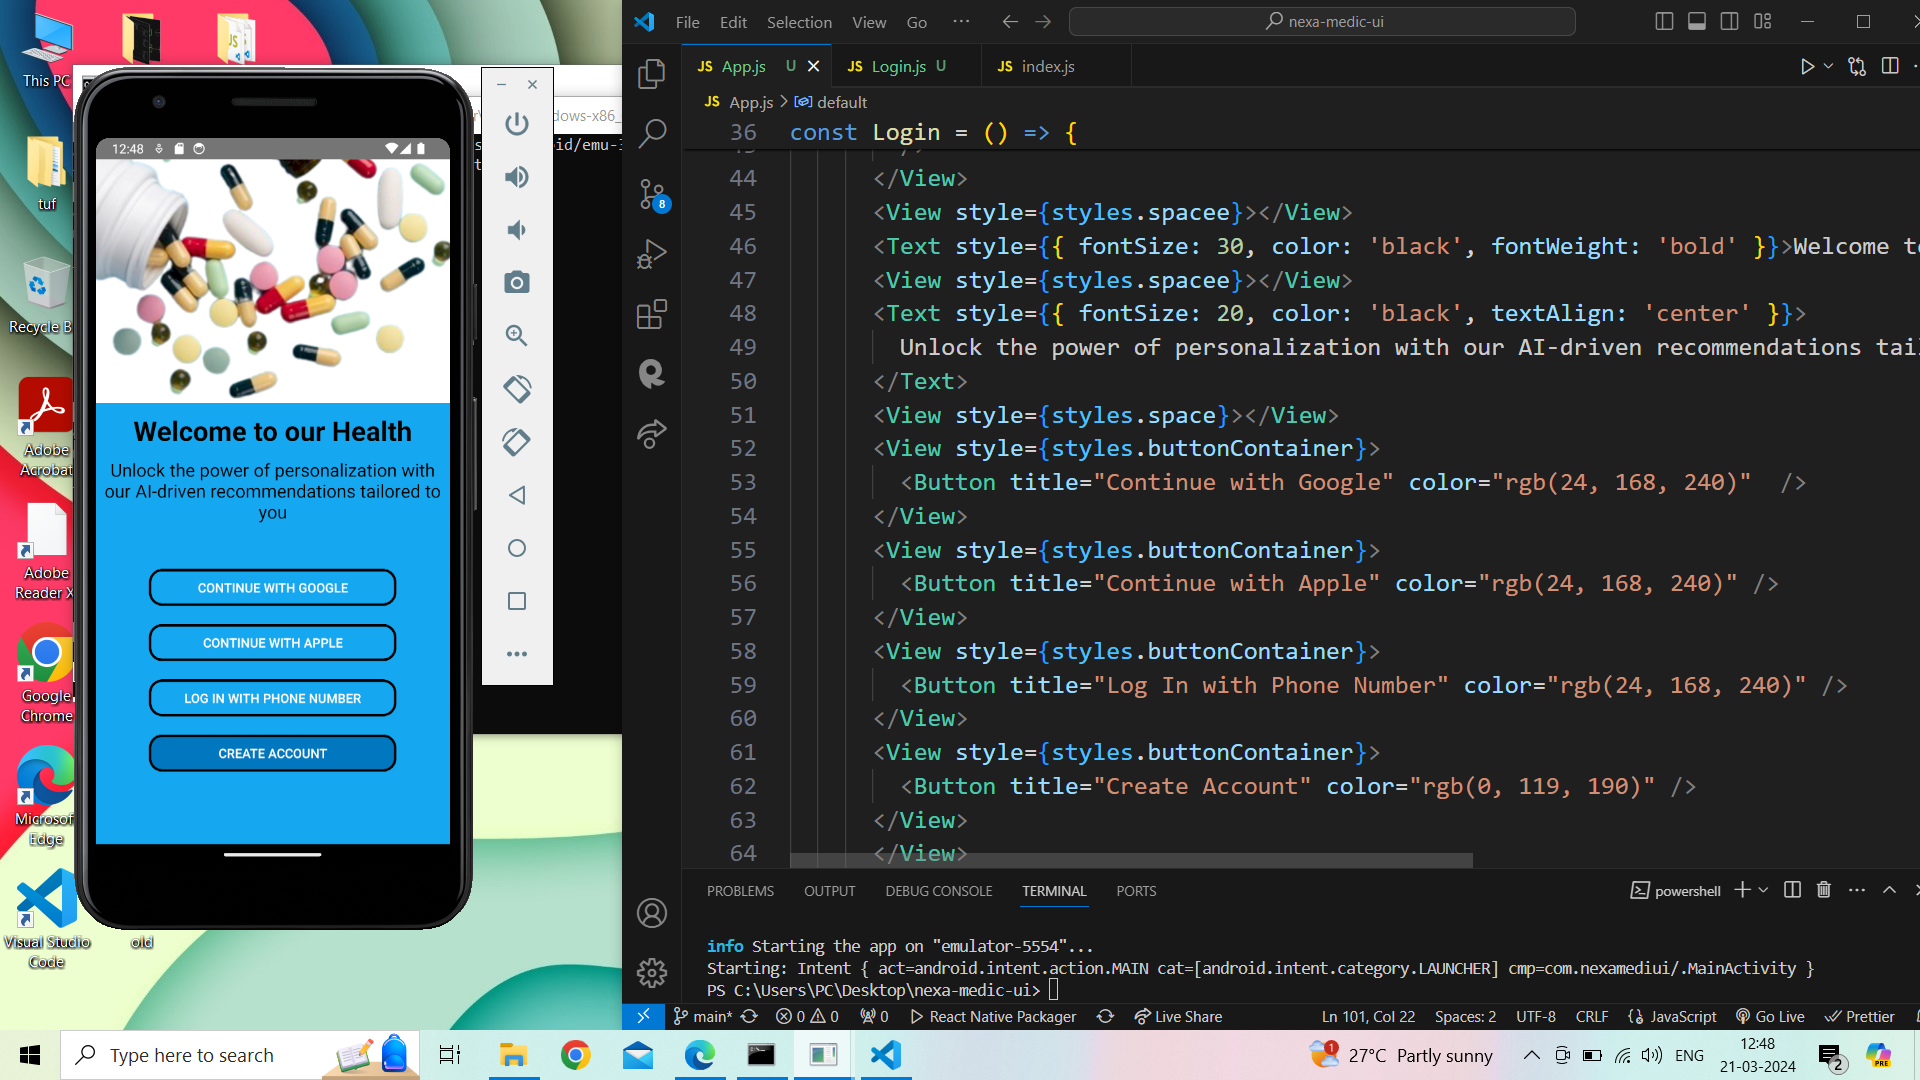 This PC
tuf
Recycle B
Adobe
Acrobat
Adobe
Reader X
Google
Chrome
Microsof
Edge
Visual Studio
Code
old
12:48
Welcome to our Health
Unlock the power of personalization with
our AI-driven recommendations tailored to
you
CONTINUE WITH GOOGLE
CONTINUE WITH APPLE
LOG IN WITH PHONE NUMBER
CREATE ACCOUNT
ndows-x86_
oid/emu-3
File Edit Selection View Go ··· nexa-medic-ui
JS App.js U JS Login.js U JS index.js
JS App.js > default
36 const Login = () => {
44 </View>
45 <View style={styles.spacee}></View>
46 <Text style={{ fontSize: 30, color: 'black', fontWeight: 'bold' }}>Welcome to
47 <View style={styles.spacee}></View>
48 <Text style={{ fontSize: 20, color: 'black', textAlign: 'center' }}>
49 Unlock the power of personalization with our AI-driven recommendations tail
50 </Text>
51 <View style={styles.space}></View>
52 <View style={styles.buttonContainer}>
53 <Button title="Continue with Google" color="rgb(24, 168, 240)"  />
54 </View>
55 <View style={styles.buttonContainer}>
56 <Button title="Continue with Apple" color="rgb(24, 168, 240)" />
57 </View>
58 <View style={styles.buttonContainer}>
59 <Button title="Log In with Phone Number" color="rgb(24, 168, 240)" />
60 </View>
61 <View style={styles.buttonContainer}>
62 <Button title="Create Account" color="rgb(0, 119, 190)" />
63 </View>
64 </View>
8
PROBLEMS OUTPUT DEBUG CONSOLE TERMINAL PORTS powershell
info Starting the app on "emulator-5554"...
Starting: Intent { act=android.intent.action.MAIN cat=[android.intent.category.LAUNCHER] cmp=com.nexamediui/.MainActivity }
PS C:\Users\PC\Desktop\nexa-medic-ui>
main* 0 0 0 React Native Packager Live Share Ln 101, Col 22 Spaces: 2 UTF-8 CRLF JavaScript Go Live Prettier
Type here to search
1 27°C Partly sunny ENG 12:48 2 PRE
21-03-2024